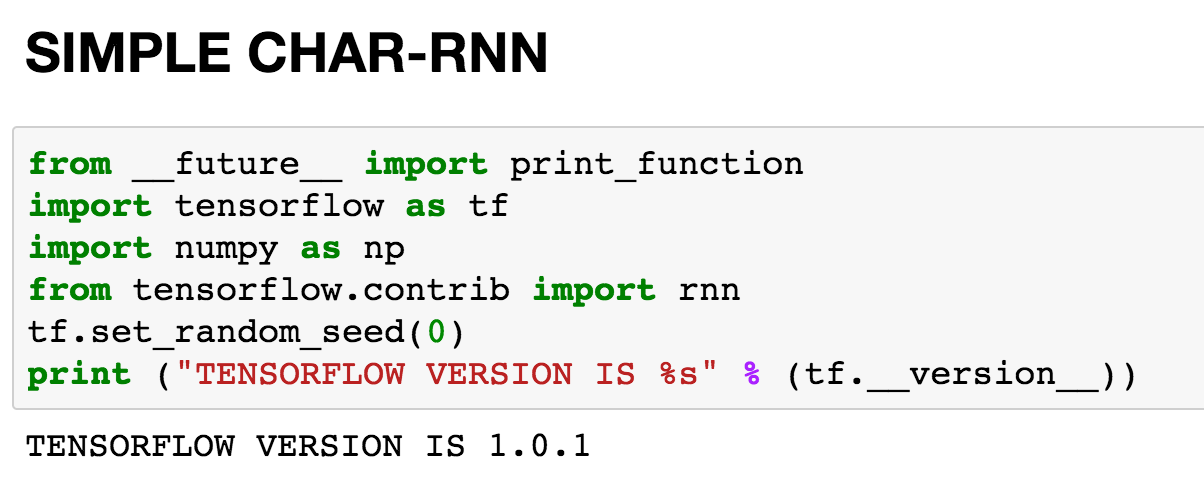 SIMPLE CHAR-RNN
from __future__ import print_function
import tensorflow as tf
import numpy as np
from tensorflow.contrib import rnn
tf.set_random_seed(0)
print ("TENSORFLOW VERSION IS %s" % (tf.__version__))
TENSORFLOW VERSION IS 1.0.1